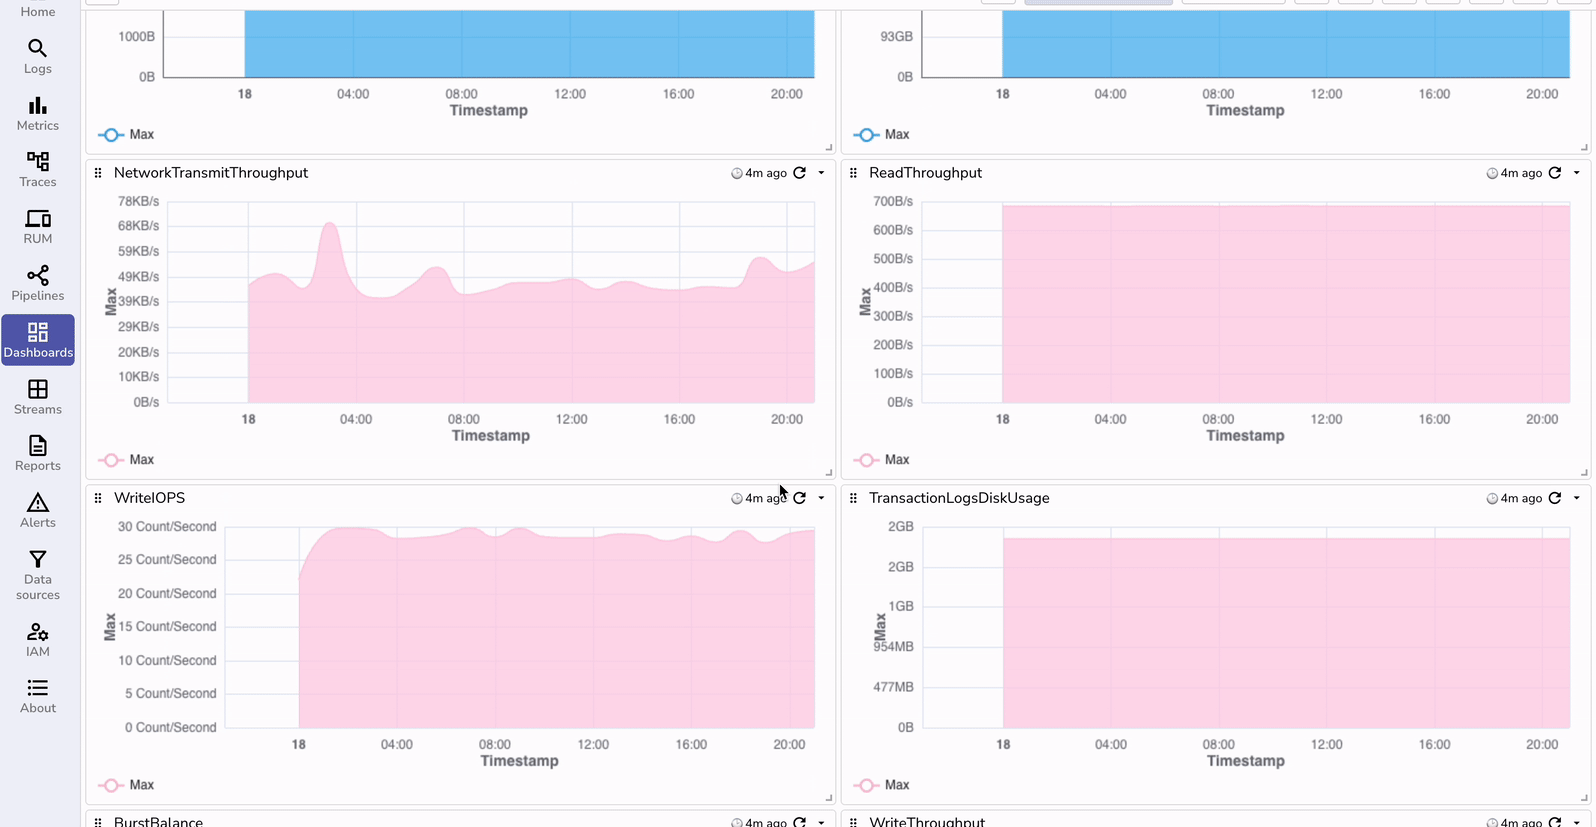 Home
Logs
Metrics
Traces
RUM
Pipelines
Dashboards
Streams
Reports
Alerts
Data
sources
IAM
About
1000B
0B
18 04:00 08:00 12:00 16:00 20:00
Timestamp
Max
93GB
0B
18 04:00 08:00 12:00 16:00 20:00
Timestamp
Max
NetworkTransmitThroughput 4m ago
78KB/s
68KB/s
59KB/s
49KB/s
39KB/s
29KB/s
20KB/s
10KB/s
0B/s
Max
18 04:00 08:00 12:00 16:00 20:00
Timestamp
Max
ReadThroughput 4m ago
700B/s
600B/s
500B/s
400B/s
300B/s
200B/s
100B/s
0B/s
Max
18 04:00 08:00 12:00 16:00 20:00
Timestamp
Max
WriteIOPS 4m ago
30 Count/Second
25 Count/Second
20 Count/Second
15 Count/Second
10 Count/Second
5 Count/Second
0 Count/Second
Max
18 04:00 08:00 12:00 16:00 20:00
Timestamp
Max
TransactionLogsDiskUsage 4m ago
2GB
2GB
1GB
954MB
477MB
0B
Max
18 04:00 08:00 12:00 16:00 20:00
Timestamp
Max
BurstBalance 4m ago
WriteThroughput 4m ago